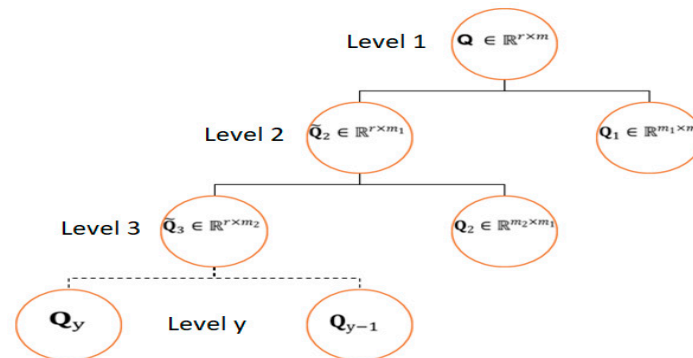 Level 1
𝐐 ∈ ℝ^{r×m}
Level 2
𝐐̃₂ ∈ ℝ^{r×m₁}
𝐐₁ ∈ ℝ^{m₁×m}
Level 3
𝐐̃₃ ∈ ℝ^{r×m₂}
𝐐₂ ∈ ℝ^{m₂×m₁}
𝐐_y
Level y
𝐐_{y−1}